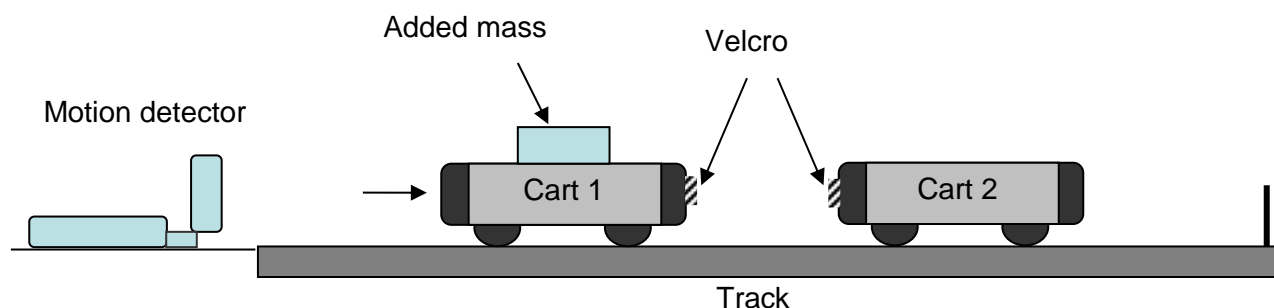 Added mass
Velcro
Motion detector
Cart 1
Cart 2
Track